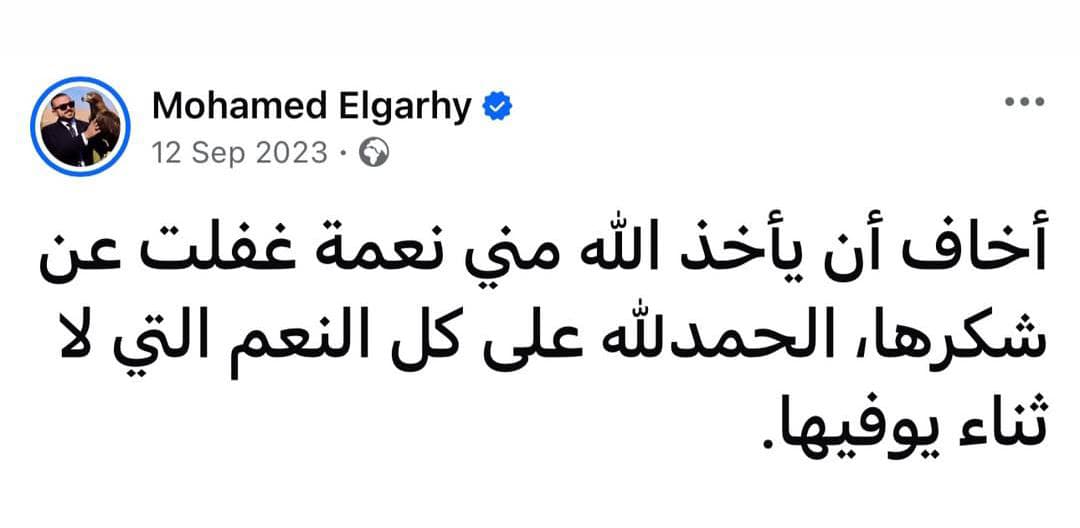 Mohamed Elgarhy
12 Sep 2023 ·
أخاف أن يأخذ الله مني نعمة غفلت عن
شكرها، الحمدلله على كل النعم التي لا
ثناء يوفيها.